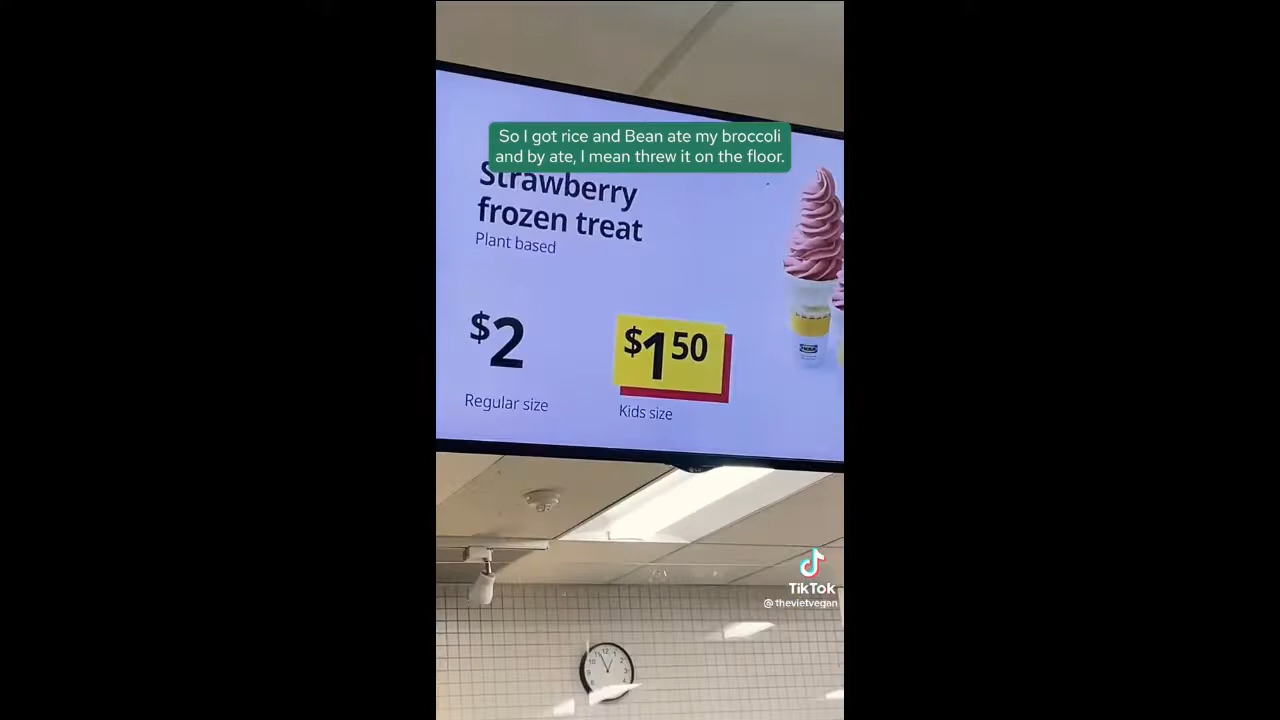 So I got rice and Bean ate my broccoli
and by ate, I mean threw it on the floor.
Strawberry
frozen treat
Plant based
$2
$1 50
Regular size
Kids size
TikTok
@thevietvegan